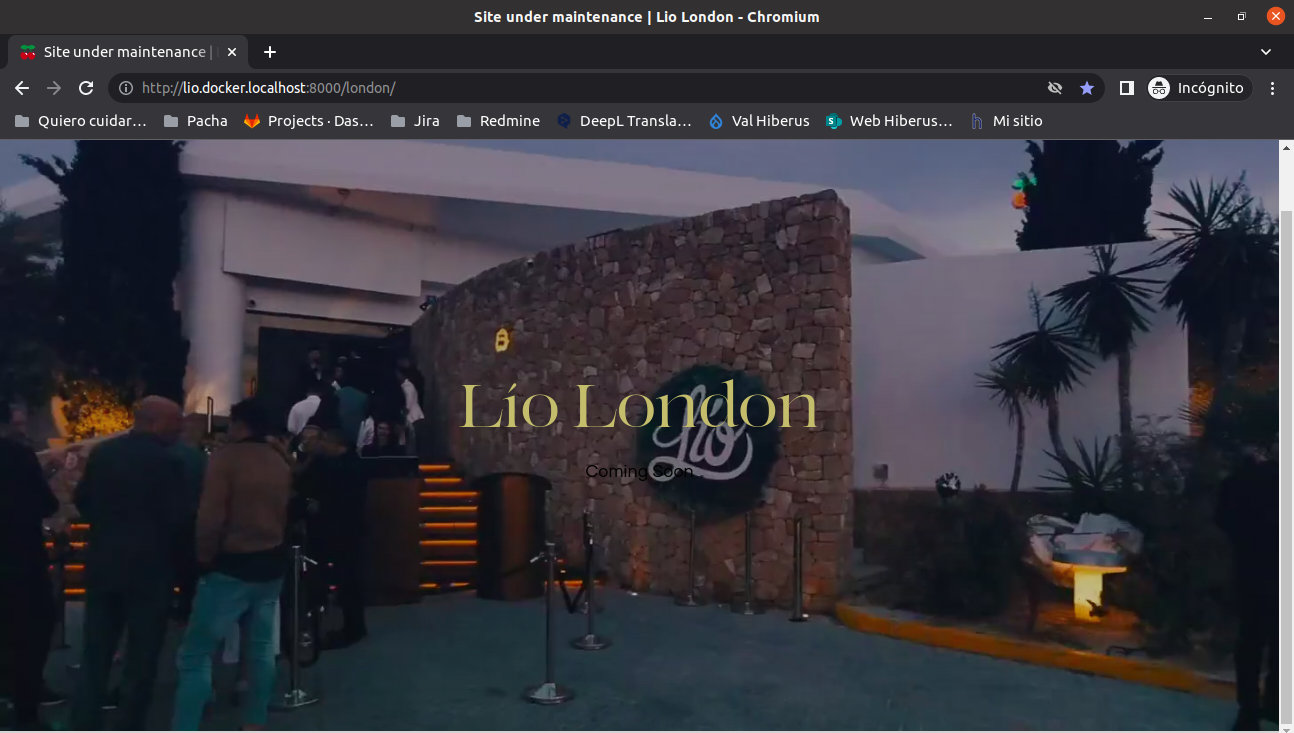 Site under maintenance | Lio London - Chromium
Site under maintenance |
http://lio.docker.localhost:8000/london/
Incógnito
Quiero cuidar…
Pacha
Projects · Das…
Jira
Redmine
DeepL Transla…
Val Hiberus
Web Hiberus…
Mi sitio
Lío London
Lío
Coming Soon